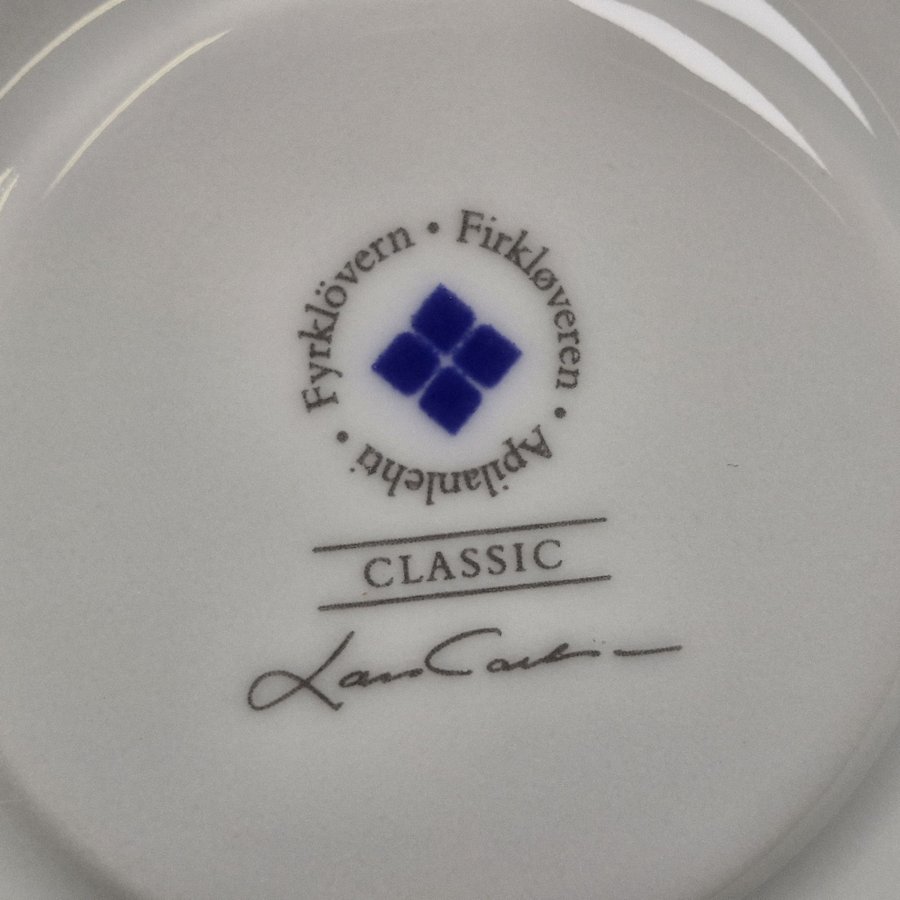 Fyrklövern • Firkløveren • Apilanlehti •
CLASSIC